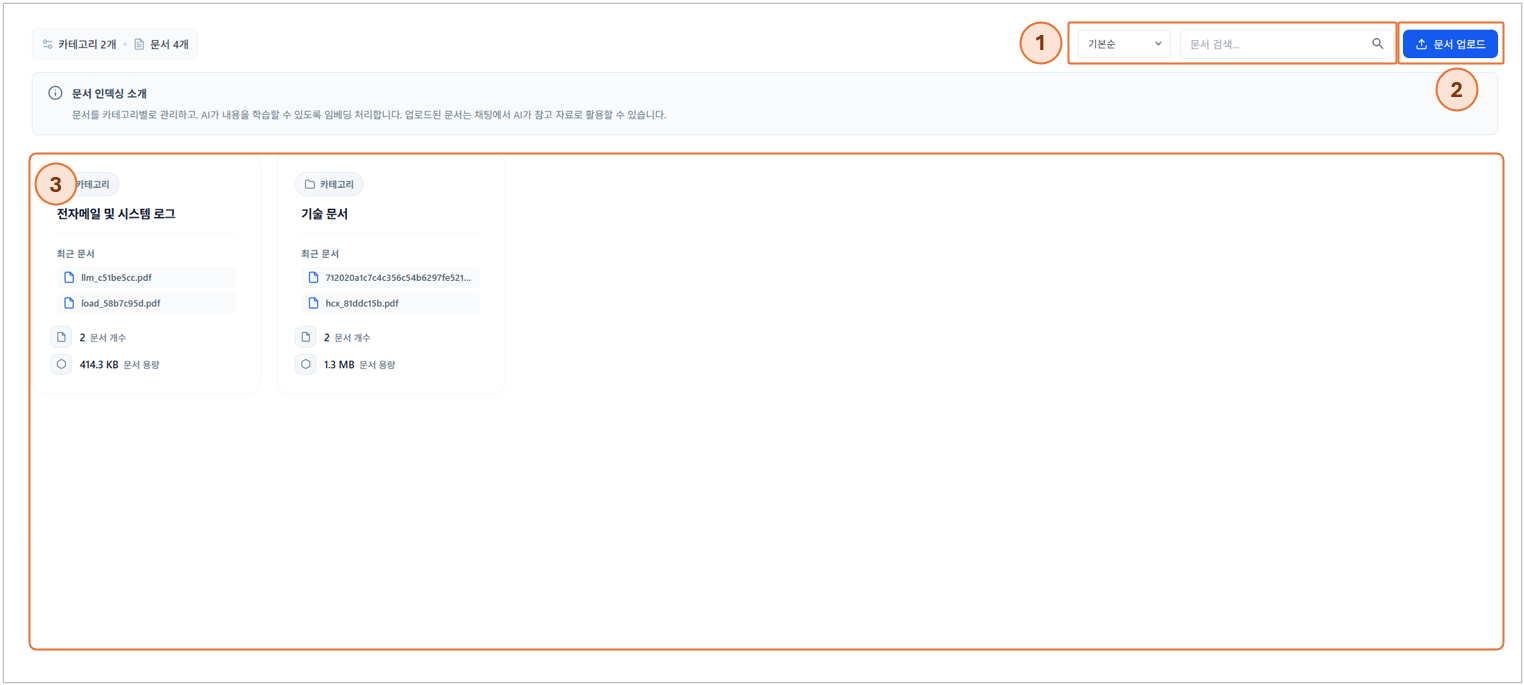 카테고리 2개 • 문서 4개
1
기본순
문서 검색...
문서 업로드
2
문서 인덱싱 소개
문서를 카테고리별로 관리하고, AI가 내용을 학습할 수 있도록 임베딩 처리합니다. 업로드된 문서는 채팅에서 AI가 참고 자료로 활용할 수 있습니다.
3
카테고리
전자메일 및 시스템 로그
최근 문서
llm_c51be5cc.pdf
load_58b7c95d.pdf
2 문서 개수
414.3 KB 문서 용량
카테고리
기술 문서
최근 문서
712020a1c7c4c356c54b6297fe521...
hcx_81ddc15b.pdf
2 문서 개수
1.3 MB 문서 용량